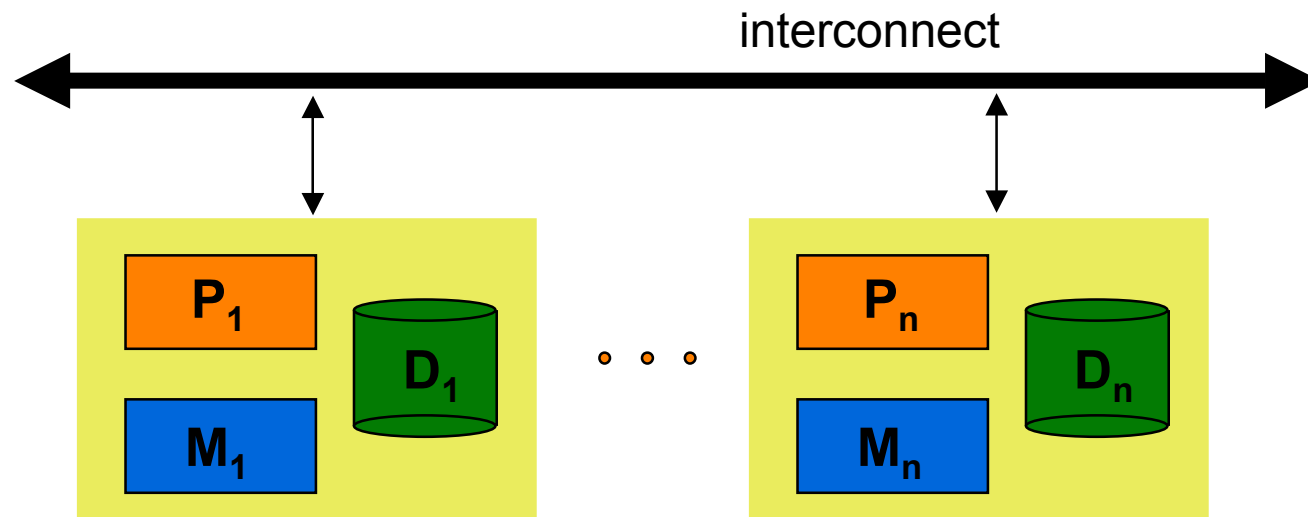 interconnect
P₁
D₁
M₁
Pₙ
Dₙ
Mₙ